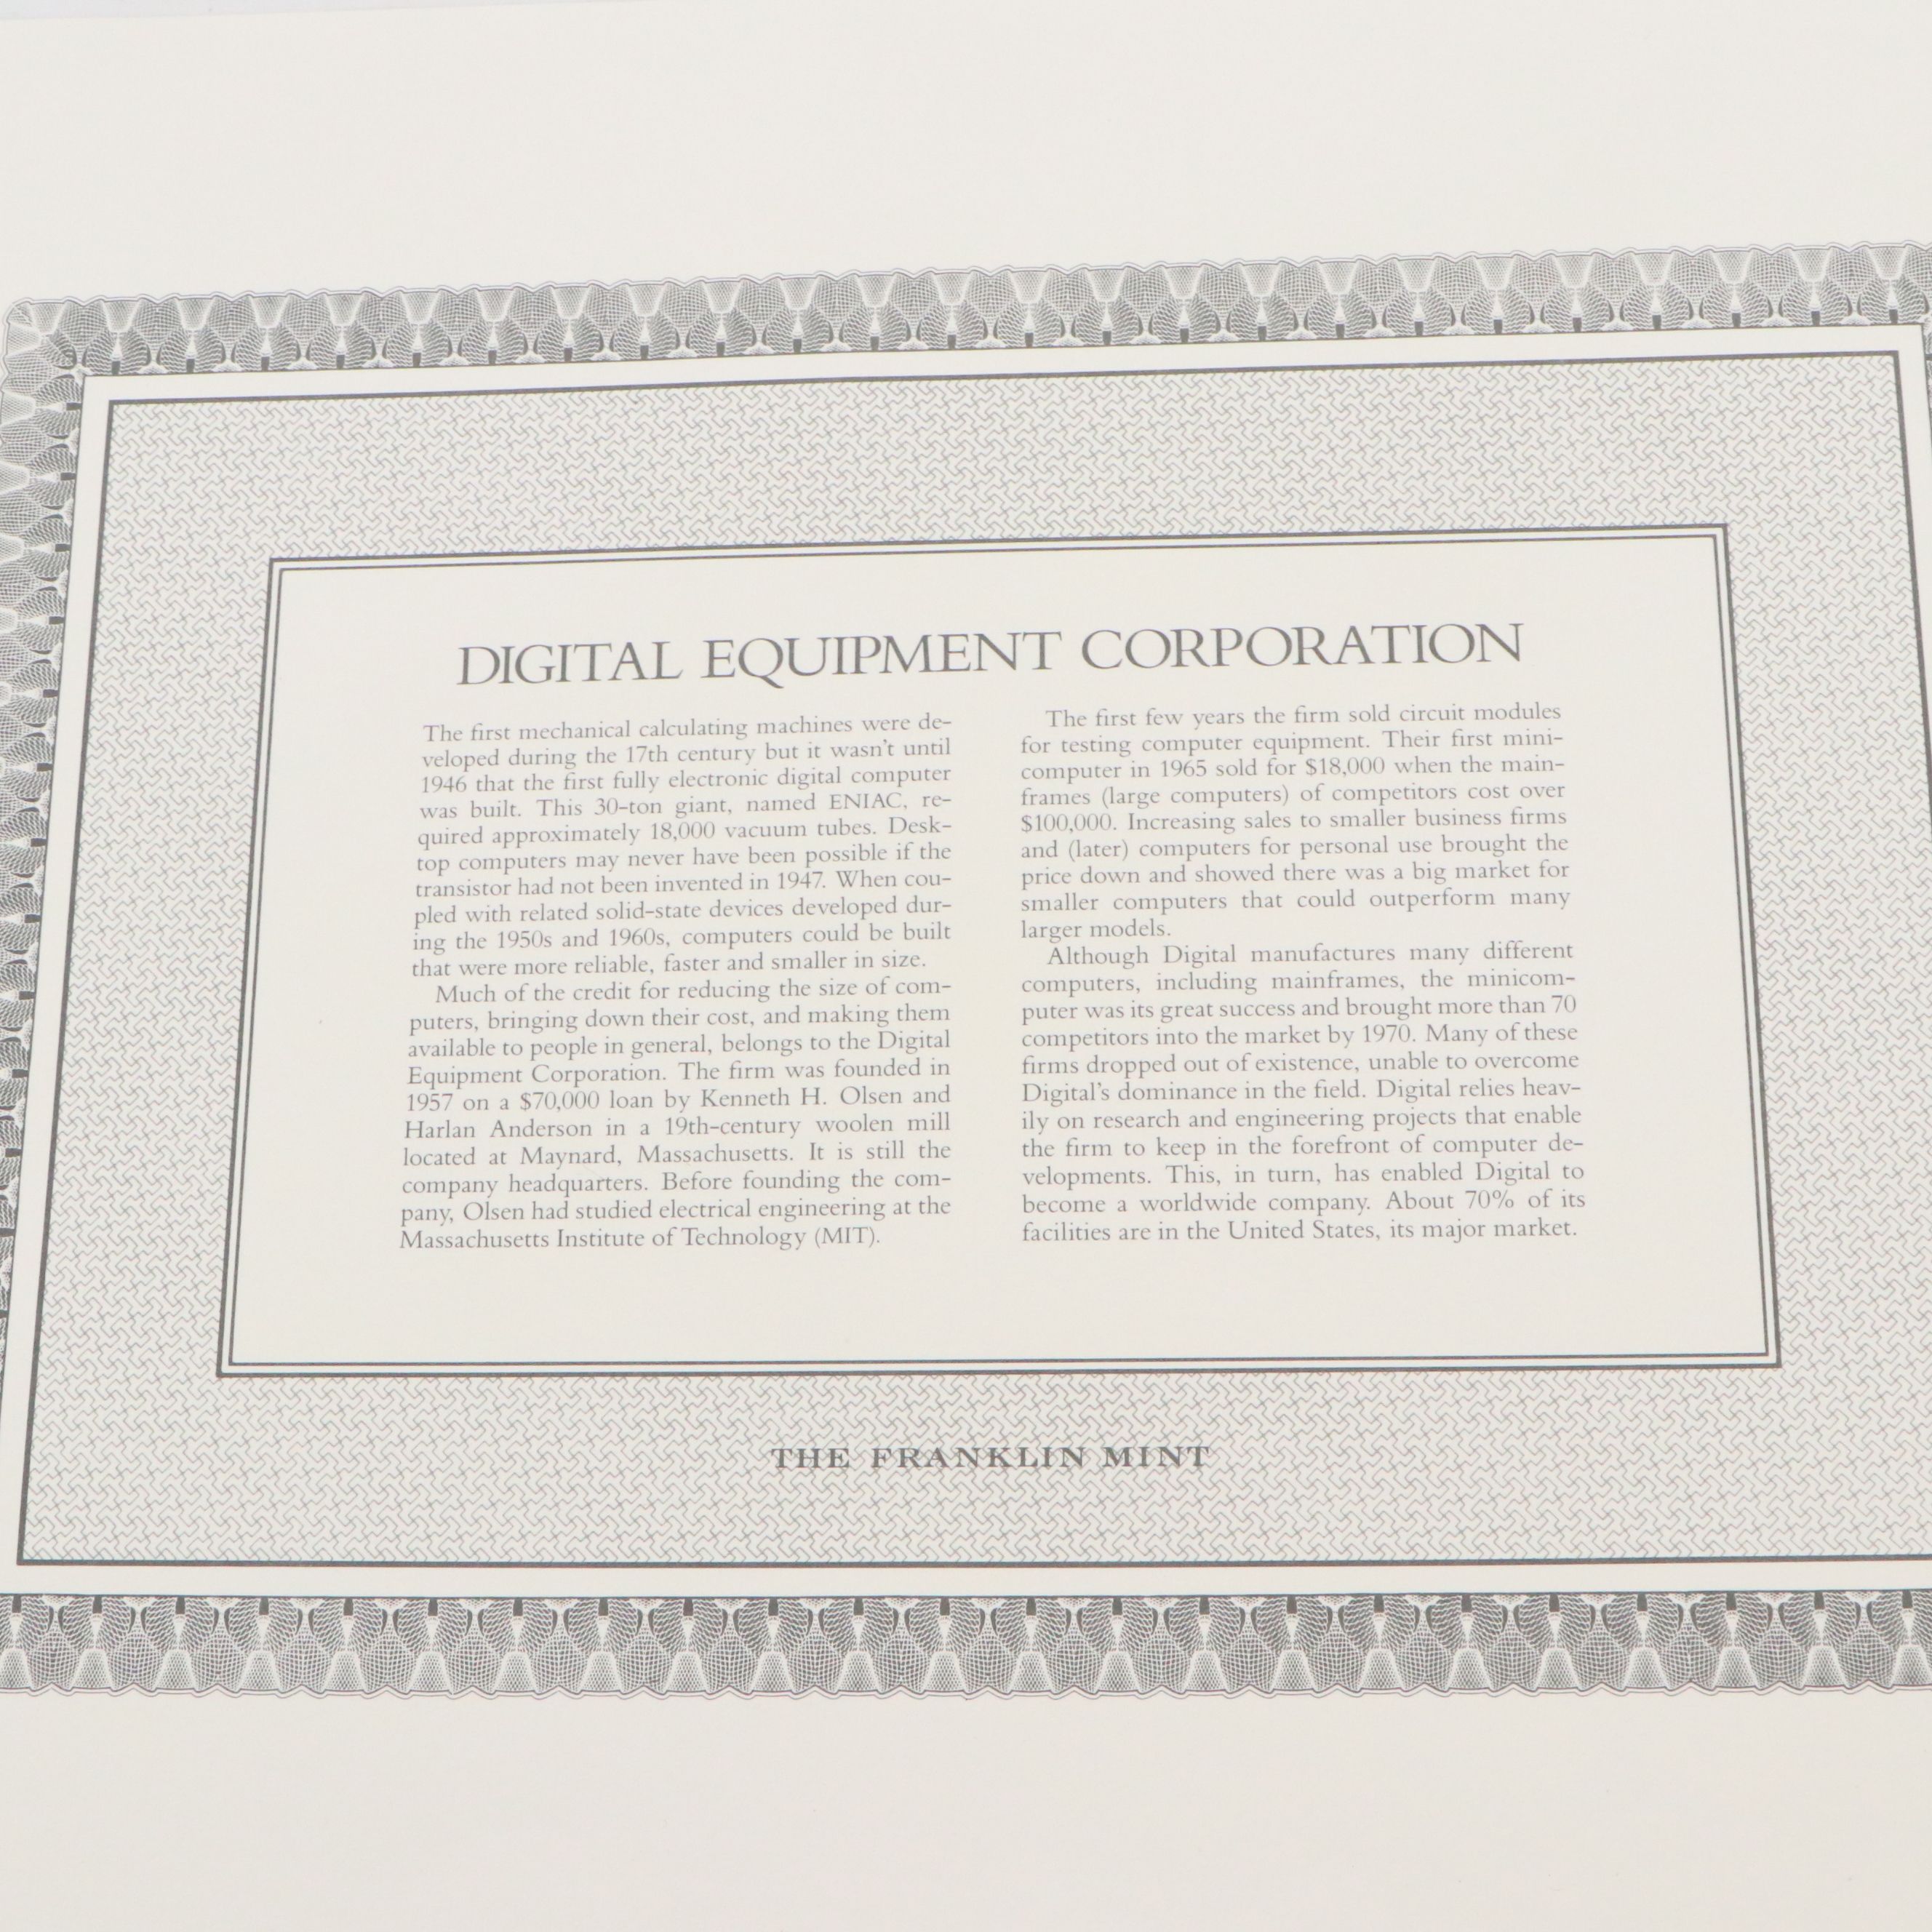 DIGITAL EQUIPMENT CORPORATION
The first mechanical calculating machines were de-
veloped during the 17th century but it wasn't until
1946 that the first fully electronic digital computer
was built. This 30-ton giant, named ENIAC, re-
quired approximately 18,000 vacuum tubes. Desk-
top computers may never have been possible if the
transistor had not been invented in 1947. When cou-
pled with related solid-state devices developed dur-
ing the 1950s and 1960s, computers could be built
that were more reliable, faster and smaller in size.
Much of the credit for reducing the size of com-
puters, bringing down their cost, and making them
available to people in general, belongs to the Digital
Equipment Corporation. The firm was founded in
1957 on a $70,000 loan by Kenneth H. Olsen and
Harlan Anderson in a 19th-century woolen mill
located at Maynard, Massachusetts. It is still the
company headquarters. Before founding the com-
pany, Olsen had studied electrical engineering at the
Massachusetts Institute of Technology (MIT).
The first few years the firm sold circuit modules
for testing computer equipment. Their first mini-
computer in 1965 sold for $18,000 when the main-
frames (large computers) of competitors cost over
$100,000. Increasing sales to smaller business firms
and (later) computers for personal use brought the
price down and showed there was a big market for
smaller computers that could outperform many
larger models.
Although Digital manufactures many different
computers, including mainframes, the minicom-
puter was its great success and brought more than 70
competitors into the market by 1970. Many of these
firms dropped out of existence, unable to overcome
Digital's dominance in the field. Digital relies heav-
ily on research and engineering projects that enable
the firm to keep in the forefront of computer de-
velopments. This, in turn, has enabled Digital to
become a worldwide company. About 70% of its
facilities are in the United States, its major market.
THE FRANKLIN MINT